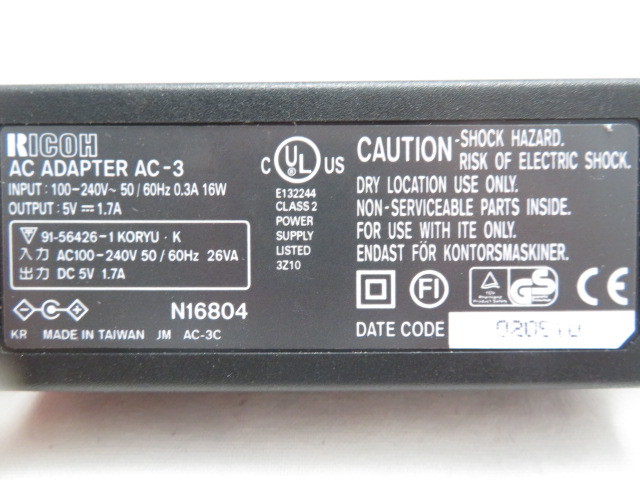 RICOH
AC ADAPTER AC-3
INPUT: 100-240V~ 50/60Hz 0.3A 16W
OUTPUT: 5V ⎓ 1.7A
91-56426-1 KORYU・K
入力 AC100-240V 50/60Hz 26VA
出力 DC 5V 1.7A
N16804
KR MADE IN TAIWAN JM AC-3C
C UL US
E132244
CLASS 2
POWER
SUPPLY
LISTED
3Z10
CAUTION -SHOCK HAZARD.
RISK OF ELECTRIC SHOCK.
DRY LOCATION USE ONLY.
NON-SERVICEABLE PARTS INSIDE.
FOR USE WITH ITE ONLY.
ENDAST FÖR KONTORSMASKINER.
FI GS CE
DATE CODE